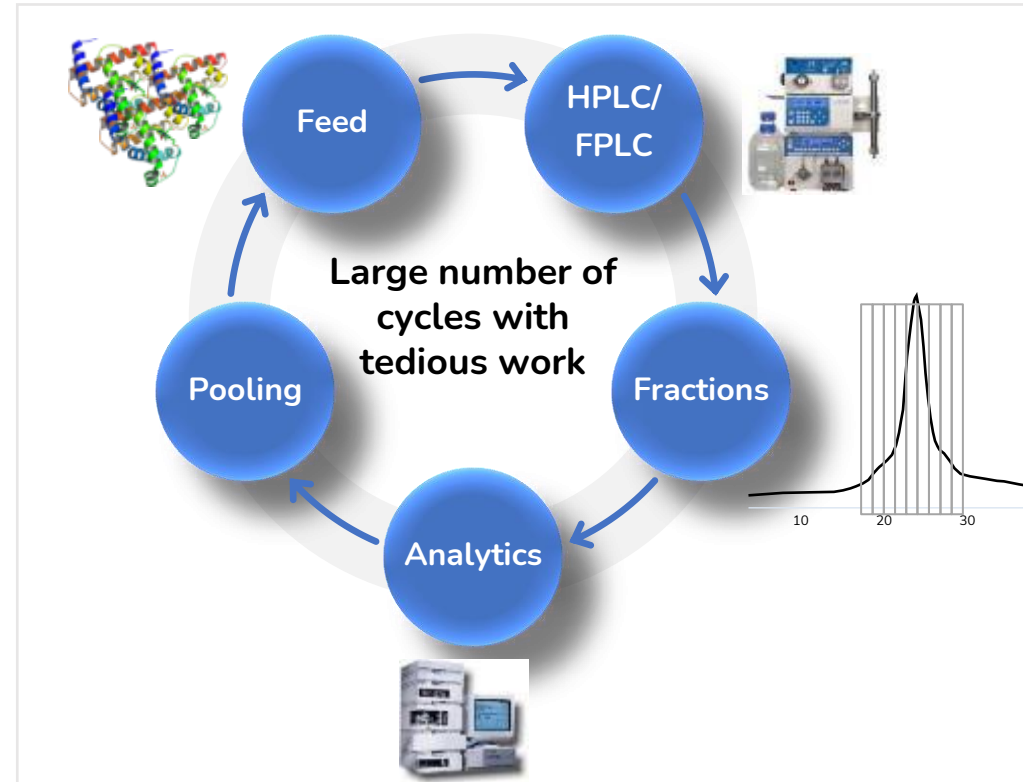 Feed
HPLC/
FPLC
Large number of
cycles with
tedious work
Pooling
Fractions
Analytics
10
20
30